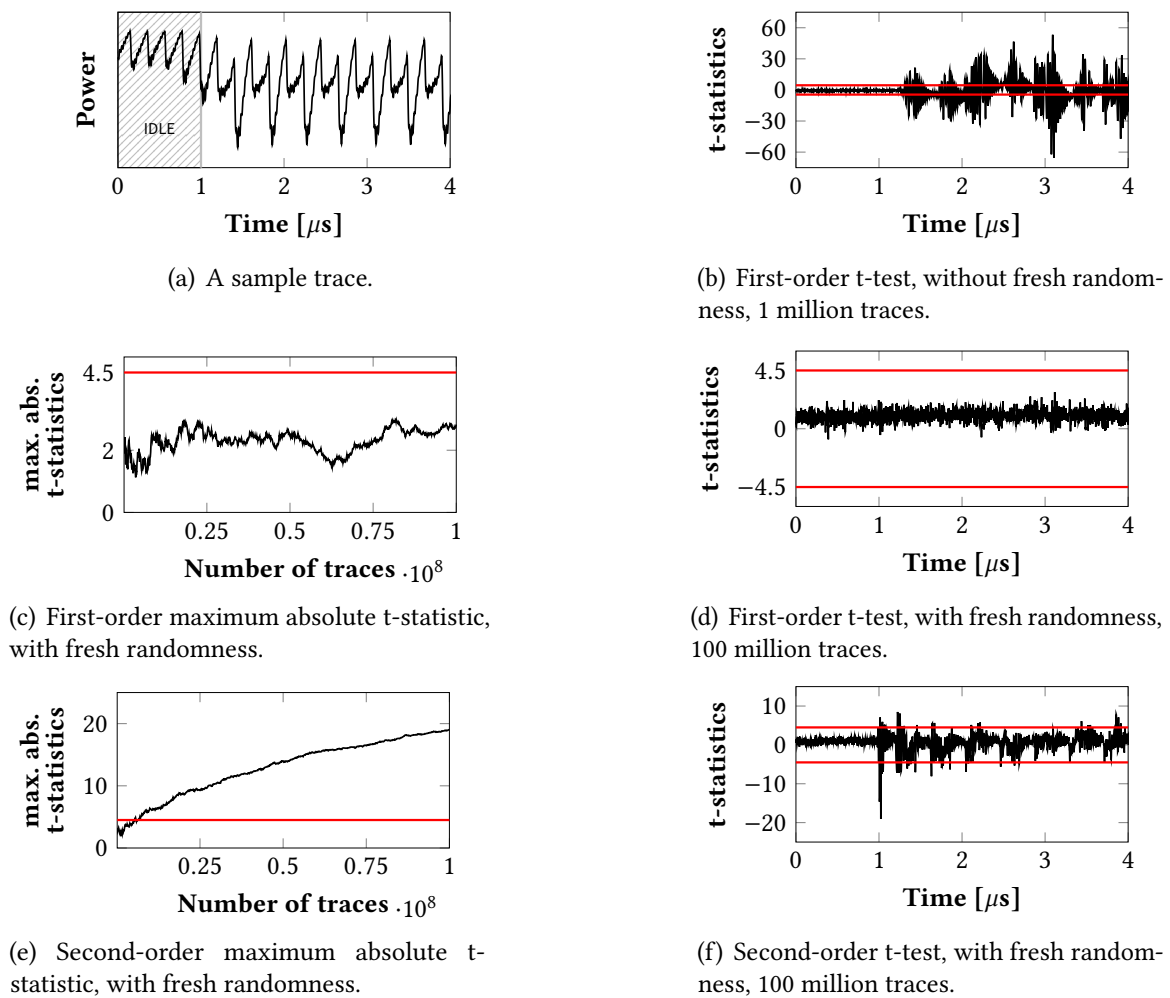 Power
IDLE
0 1 2 3 4
Time [μs]
(a) A sample trace.
t-statistics
60
30
0
−30
−60
0 1 2 3 4
Time [μs]
(b) First-order t-test, without fresh random-
ness, 1 million traces.
max. abs.
t-statistics
4.5
2
0
0.25 0.5 0.75 1
Number of traces ·10⁸
(c) First-order maximum absolute t-statistic,
with fresh randomness.
t-statistics
4.5
0
−4.5
0 1 2 3 4
Time [μs]
(d) First-order t-test, with fresh randomness,
100 million traces.
max. abs.
t-statistics
20
10
0
0.25 0.5 0.75 1
Number of traces ·10⁸
(e) Second-order maximum absolute t-
statistic, with fresh randomness.
t-statistics
10
0
−10
−20
0 1 2 3 4
Time [μs]
(f) Second-order t-test, with fresh random-
ness, 100 million traces.